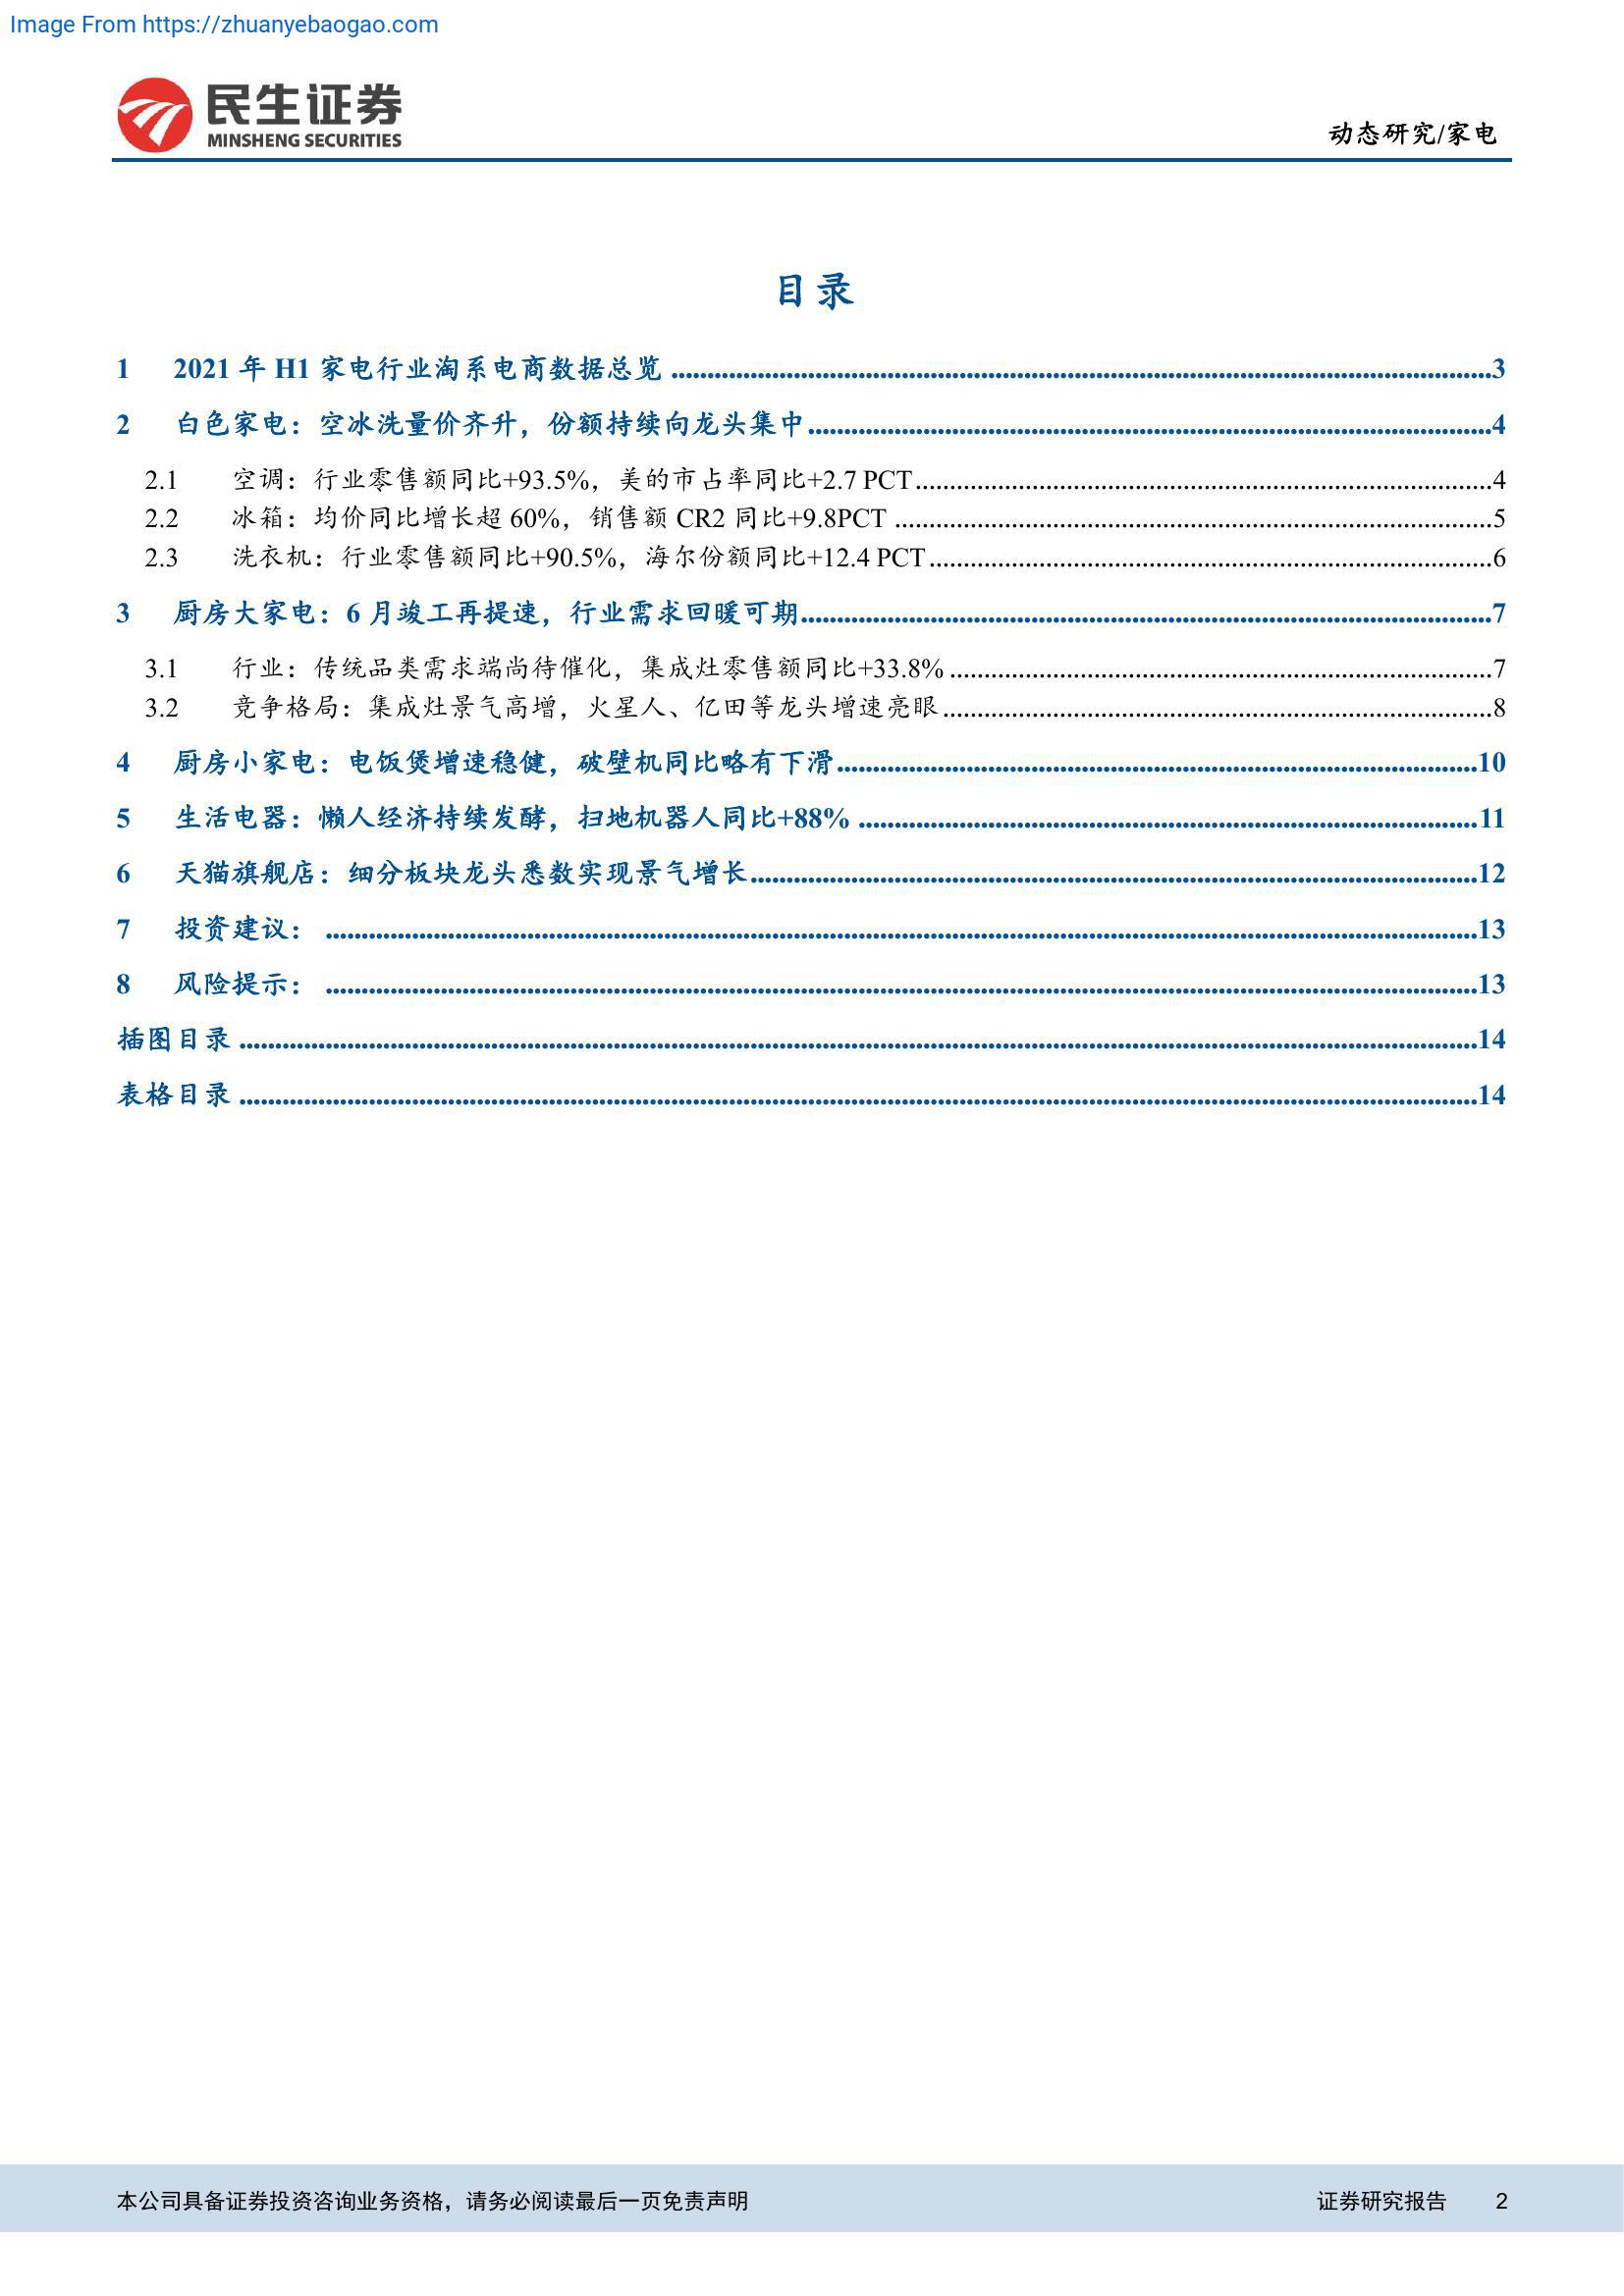 Image From https://zhuanyebaogao.com
民生证券
MINSHENG SECURITIES
动态研究/家电
目录
1 2021 年 H1 家电行业淘系电商数据总览 3
2 白色家电：空冰洗量价齐升，份额持续向龙头集中 4
2.1 空调：行业零售额同比+93.5%，美的市占率同比+2.7 PCT 4
2.2 冰箱：均价同比增长超 60%，销售额 CR2 同比+9.8PCT 5
2.3 洗衣机：行业零售额同比+90.5%，海尔份额同比+12.4 PCT 6
3 厨房大家电：6 月竣工再提速，行业需求回暖可期 7
3.1 行业：传统品类需求端尚待催化，集成灶零售额同比+33.8% 7
3.2 竞争格局：集成灶景气高增，火星人、亿田等龙头增速亮眼 8
4 厨房小家电：电饭煲增速稳健，破壁机同比略有下滑 10
5 生活电器：懒人经济持续发酵，扫地机器人同比+88% 11
6 天猫旗舰店：细分板块龙头悉数实现景气增长 12
7 投资建议： 13
8 风险提示： 13
插图目录 14
表格目录 14
本公司具备证券投资咨询业务资格，请务必阅读最后一页免责声明 证券研究报告 2